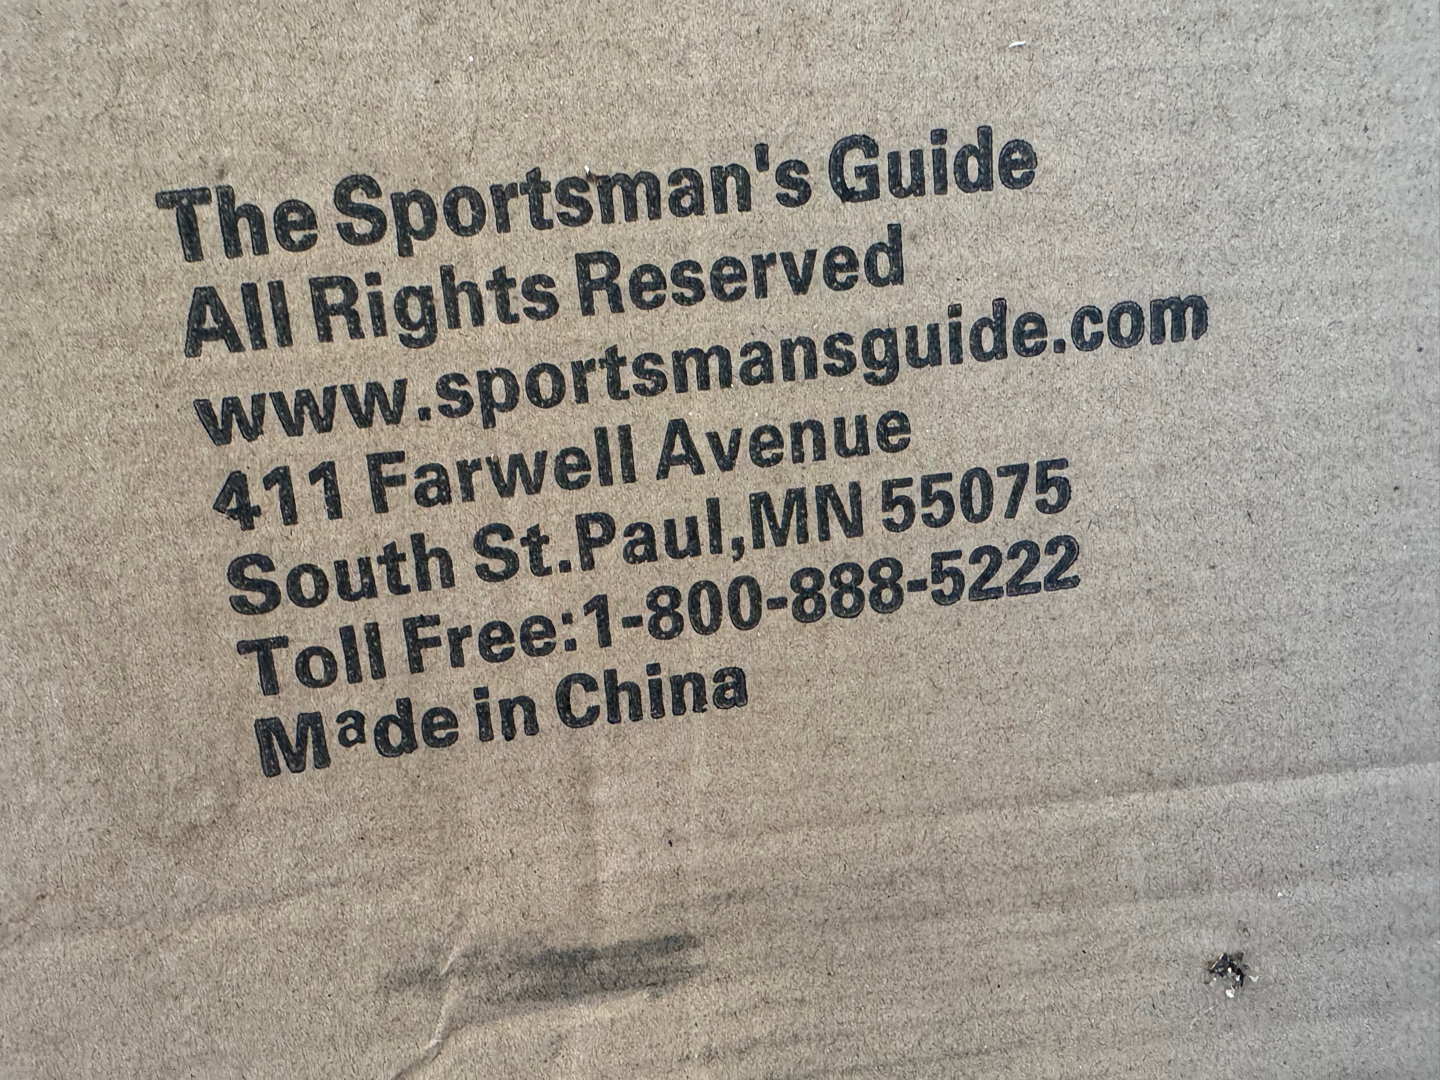 The Sportsman's Guide
All Rights Reserved
www.sportsmansguide.com
411 Farwell Avenue
South St.Paul,MN 55075
Toll Free:1-800-888-5222
Made in China